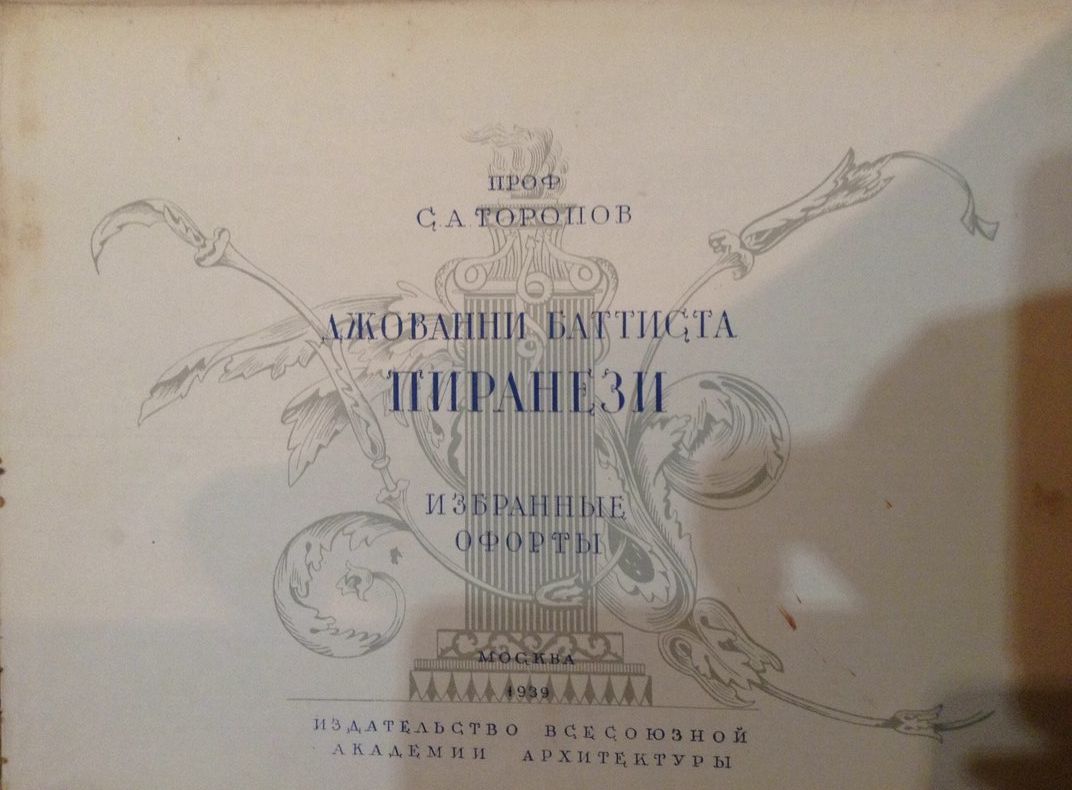 ПРОФ
С.А.ТОРОПОВ
ДЖОВАННИ БАТТИСТА
ПИРАНЕЗИ
ИЗБРАННЫЕ
ОФОРТЫ
МОСКВА
1939
ИЗДАТЕЛЬСТВО ВСЕСОЮЗНОЙ
АКАДЕМИИ АРХИТЕКТУРЫ